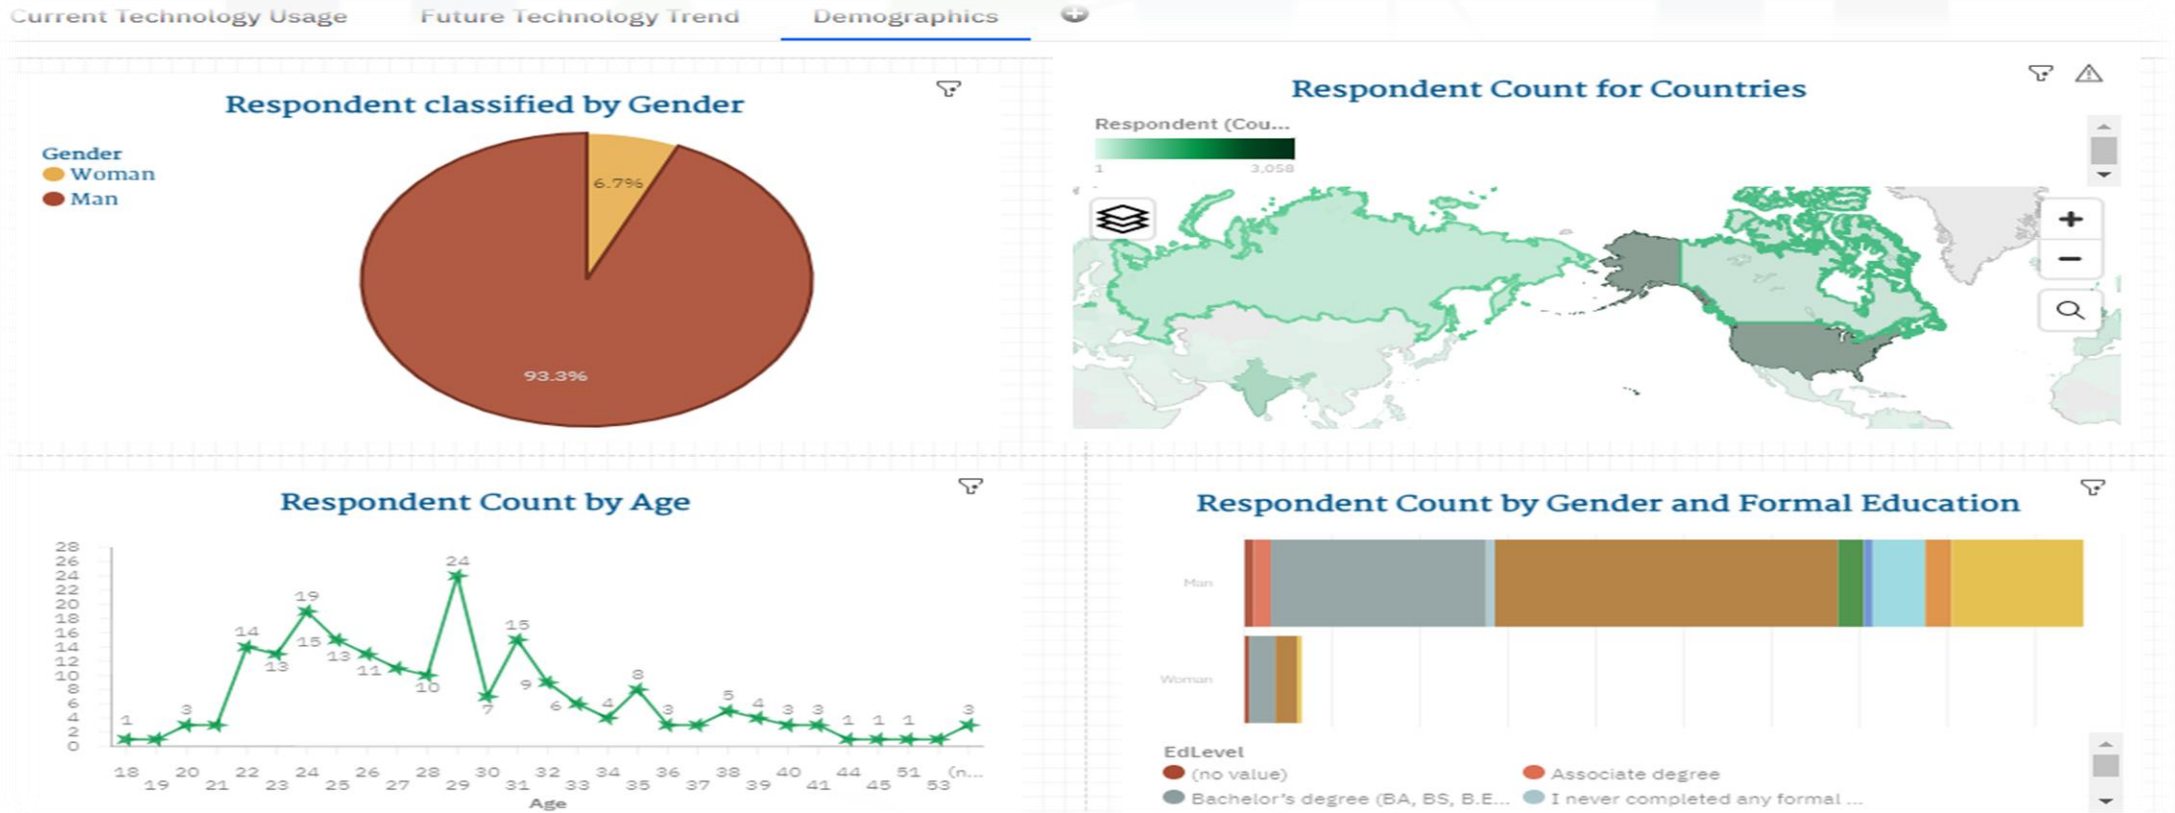 Current Technology Usage Future Technology Trend Demographics
Respondent classified by Gender
Gender
Woman
Man
6.7%
93.3%
Respondent Count for Countries
Respondent (Cou...
1 3,058
Respondent Count by Age
28
26
24
22
20
18
16
14
12
10
8
6
4
2
0
1 3 14 13 19 15 13 11 10 24 7 15 9 6 4 8 3 5 4 3 3 1 1 1 3
18 19 20 21 22 23 24 25 26 27 28 29 30 31 32 33 34 35 36 37 38 39 40 41 44 45 51 53 (n...
Age
Respondent Count by Gender and Formal Education
Man
Woman
EdLevel
(no value) Associate degree
Bachelor's degree (BA, BS, B.E... I never completed any formal ...